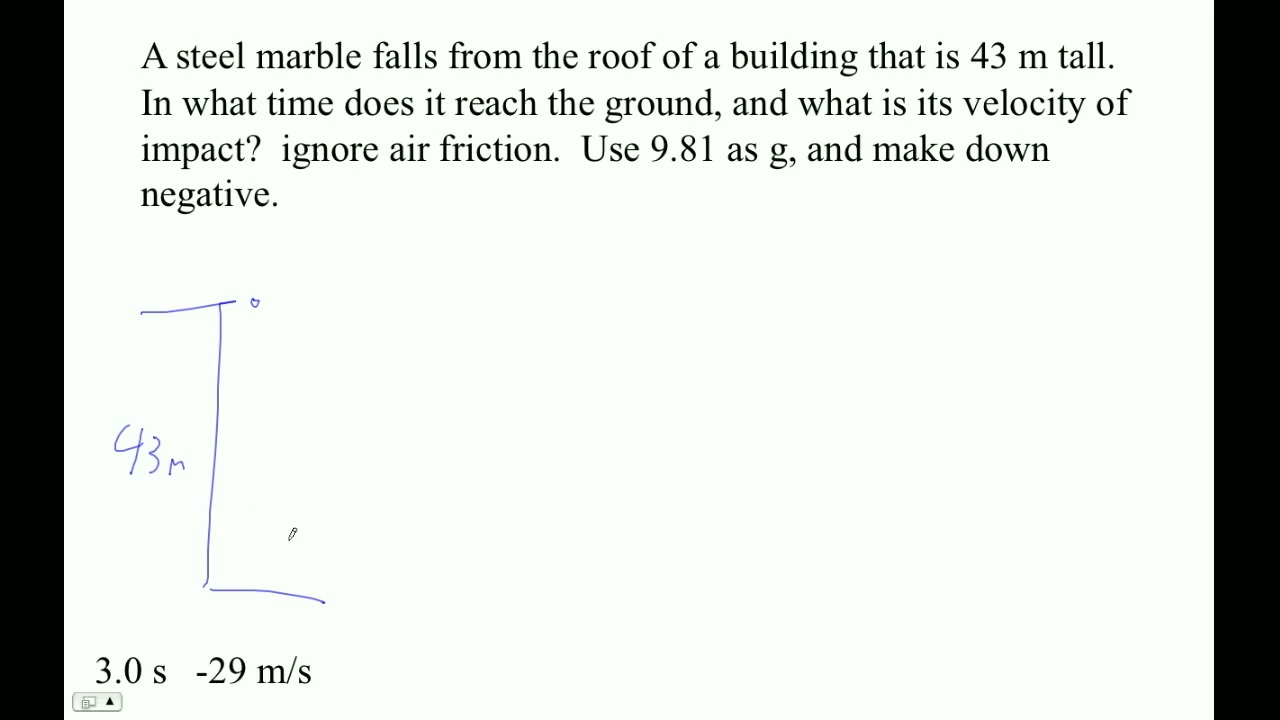 A steel marble falls from the roof of a building that is 43 m tall.
In what time does it reach the ground, and what is its velocity of
impact?  ignore air friction.  Use 9.81 as g, and make down
negative.
43m
3.0 s   -29 m/s